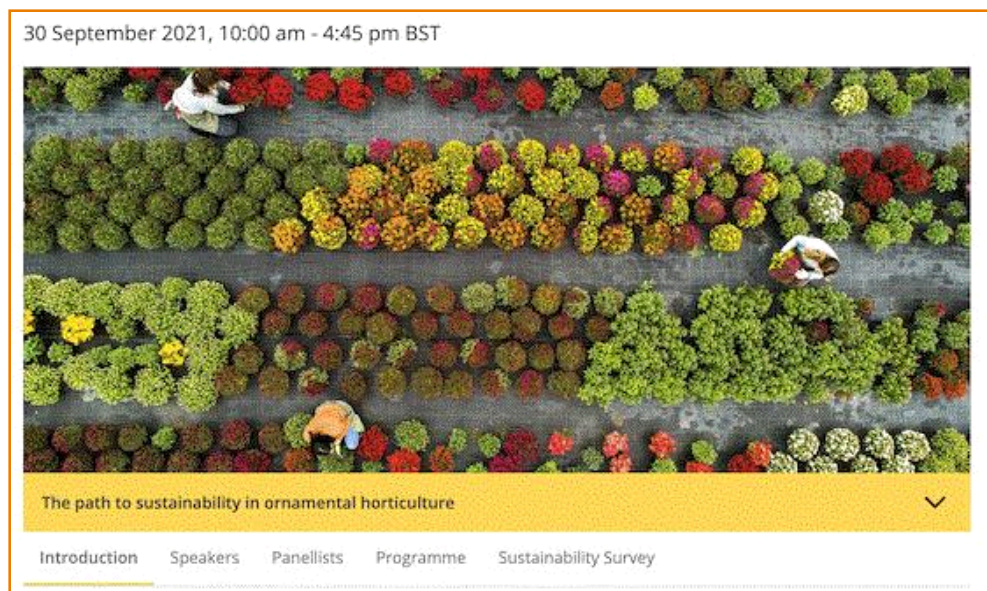 30 September 2021, 10:00 am - 4:45 pm BST
The path to sustainability in ornamental horticulture
Introduction Speakers Panellists Programme Sustainability Survey